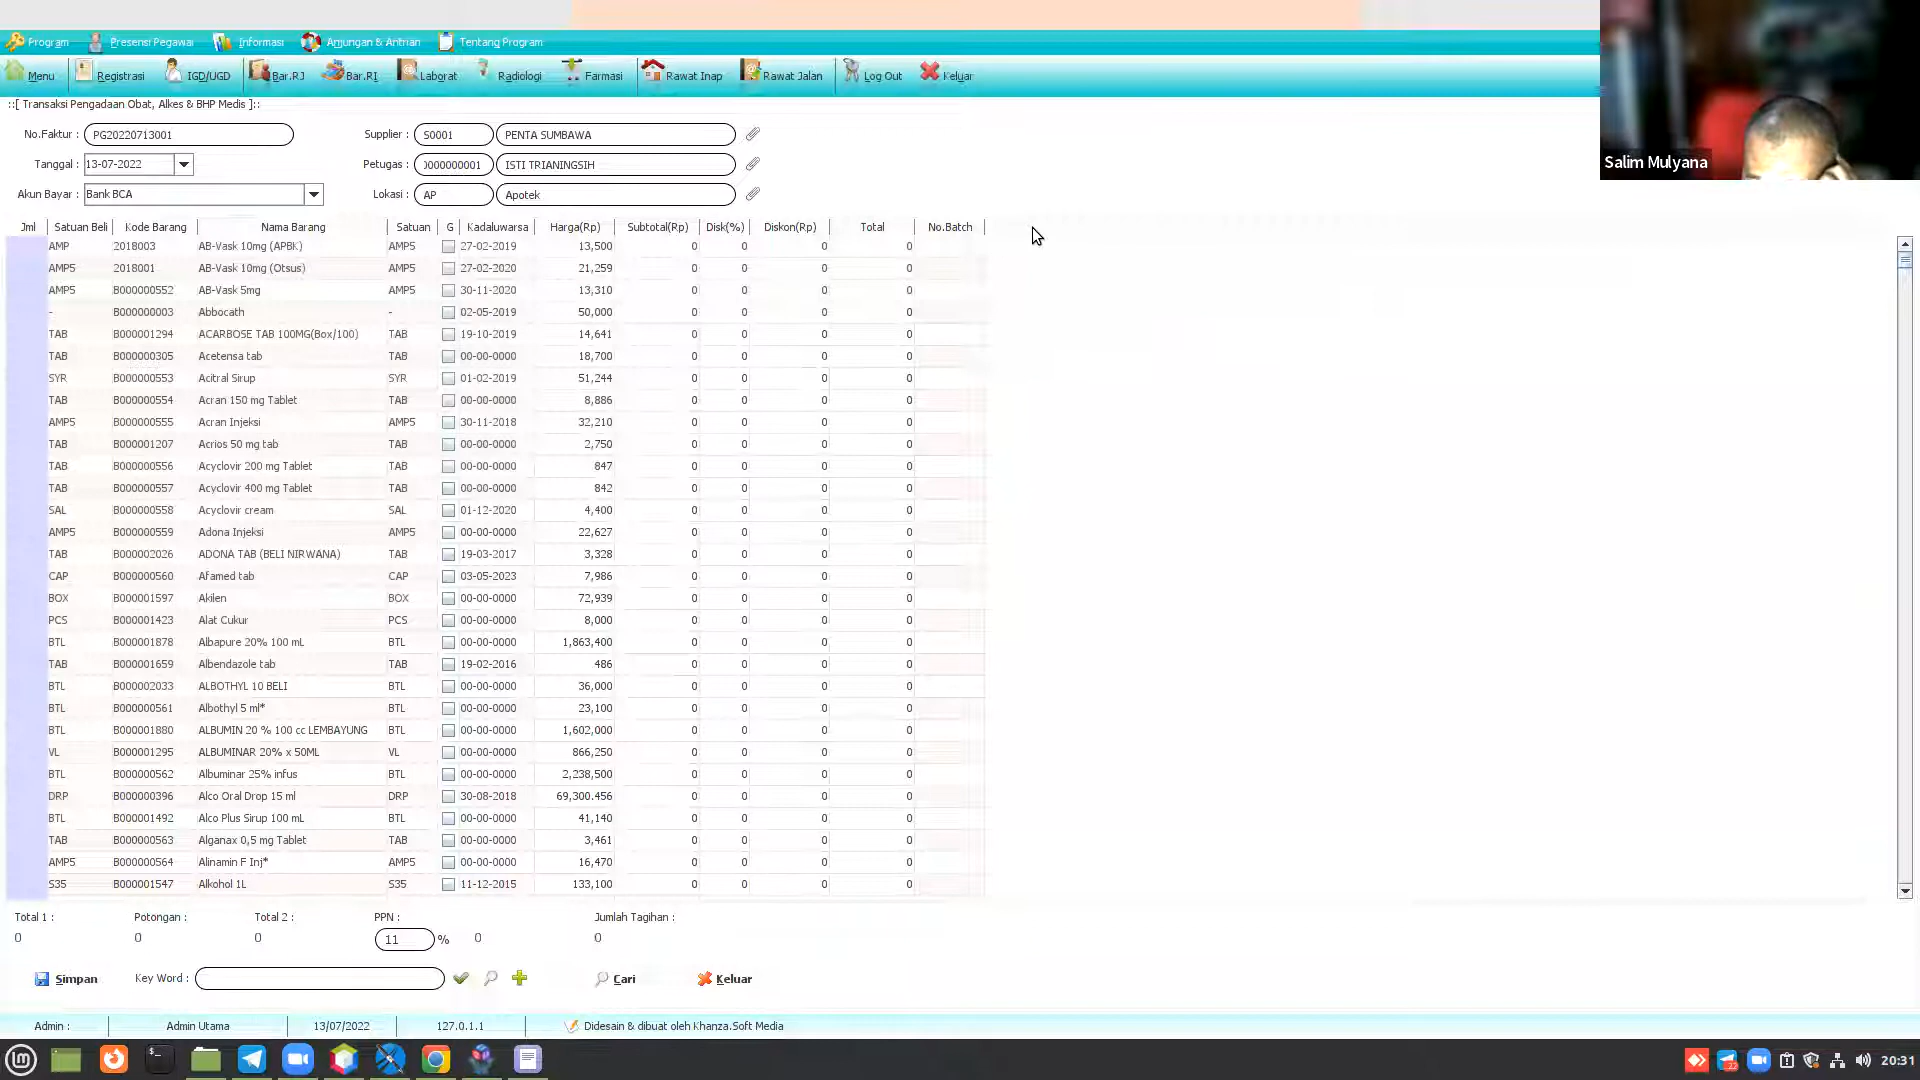 Program Presensi Pegawai Informasi Anjungan & Antrian Tentang Program
Menu Registrasi IGD/UGD Bar.RJ Bar.RI Laborat Radiologi Farmasi Rawat Inap Rawat Jalan Log Out Keluar
::[ Transaksi Pengadaan Obat, Alkes & BHP Medis ]::
No.Faktur : PG20220713001 Supplier : S0001 PENTA SUMBAWA
Salim Mulyana
Tanggal : 13-07-2022 Petugas : 0000000001 ISTI TRIANINGSIH
Akun Bayar : Bank BCA Lokasi : AP Apotek
Jml Satuan Beli Kode Barang Nama Barang Satuan G Kadaluwarsa Harga(Rp) Subtotal(Rp) Disk(%) Diskon(Rp) Total No.Batch
AMP 2018003 AB-Vask 10mg (APBK) AMP5 27-02-2019 13,500 0 0 0 0
AMP5 2018001 AB-Vask 10mg (Otsus) AMP5 27-02-2020 21,259 0 0 0 0
AMP5 B000000552 AB-Vask 5mg AMP5 30-11-2020 13,310 0 0 0 0
- B000000003 Abbocath - 02-05-2019 50,000 0 0 0 0
TAB B000001294 ACARBOSE TAB 100MG(Box/100) TAB 19-10-2019 14,641 0 0 0 0
TAB B000000305 Acetensa tab TAB 00-00-0000 18,700 0 0 0 0
SYR B000000553 Acitral Sirup SYR 01-02-2019 51,244 0 0 0 0
TAB B000000554 Acran 150 mg Tablet TAB 00-00-0000 8,886 0 0 0 0
AMP5 B000000555 Acran Injeksi AMP5 30-11-2018 32,210 0 0 0 0
TAB B000001207 Acrios 50 mg tab TAB 00-00-0000 2,750 0 0 0 0
TAB B000000556 Acyclovir 200 mg Tablet TAB 00-00-0000 847 0 0 0 0
TAB B000000557 Acyclovir 400 mg Tablet TAB 00-00-0000 842 0 0 0 0
SAL B000000558 Acyclovir cream SAL 01-12-2020 4,400 0 0 0 0
AMP5 B000000559 Adona Injeksi AMP5 00-00-0000 22,627 0 0 0 0
TAB B000002026 ADONA TAB (BELI NIRWANA) TAB 19-03-2017 3,328 0 0 0 0
CAP B000000560 Afamed tab CAP 03-05-2023 7,986 0 0 0 0
BOX B000001597 Akilen BOX 00-00-0000 72,939 0 0 0 0
PCS B000001423 Alat Cukur PCS 00-00-0000 8,000 0 0 0 0
BTL B000001878 Albapure 20% 100 mL BTL 00-00-0000 1,863,400 0 0 0 0
TAB B000001659 Albendazole tab TAB 19-02-2016 486 0 0 0 0
BTL B000002033 ALBOTHYL 10 BELI BTL 00-00-0000 36,000 0 0 0 0
BTL B000000561 Albothyl 5 ml* BTL 00-00-0000 23,100 0 0 0 0
BTL B000001880 ALBUMIN 20 % 100 cc LEMBAYUNG BTL 00-00-0000 1,602,000 0 0 0 0
VL B000001295 ALBUMINAR 20% x 50ML VL 00-00-0000 866,250 0 0 0 0
BTL B000000562 Albuminar 25% infus BTL 00-00-0000 2,238,500 0 0 0 0
DRP B000000396 Alco Oral Drop 15 ml DRP 30-08-2018 69,300.456 0 0 0 0
BTL B000001492 Alco Plus Sirup 100 mL BTL 00-00-0000 41,140 0 0 0 0
TAB B000000563 Alganax 0,5 mg Tablet TAB 00-00-0000 3,461 0 0 0 0
AMP5 B000000564 Alinamin F Inj* AMP5 00-00-0000 16,470 0 0 0 0
S35 B000001547 Alkohol 1L S35 11-12-2015 133,100 0 0 0 0
Total 1 : Potongan : Total 2 : PPN : Jumlah Tagihan :
0 0 0 11 % 0 0
Simpan Key Word : Cari Keluar
Admin : Admin Utama 13/07/2022 127.0.1.1 Didesain & dibuat oleh Khanza.Soft Media
20:31